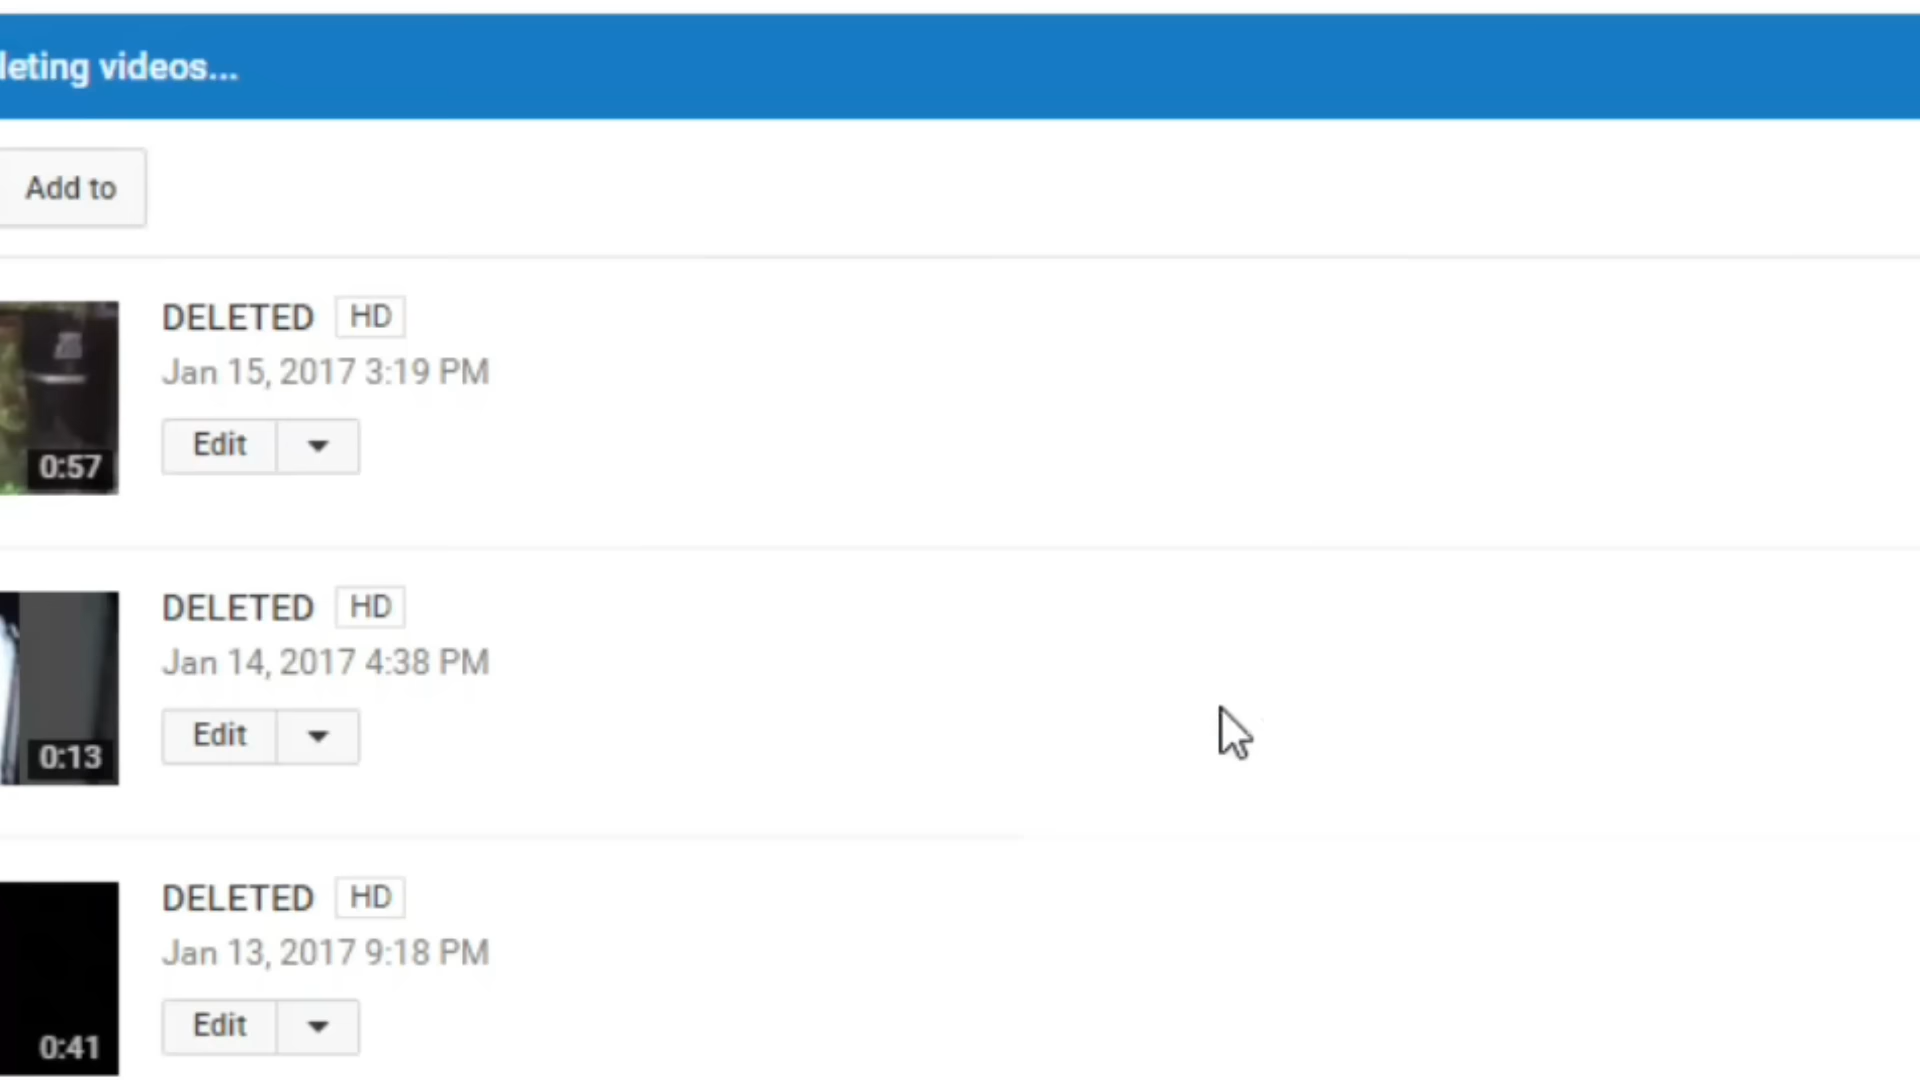 leting videos...
Add to
DELETED HD
Jan 15, 2017 3:19 PM
Edit
0:57
DELETED HD
Jan 14, 2017 4:38 PM
Edit
0:13
DELETED HD
Jan 13, 2017 9:18 PM
Edit
0:41